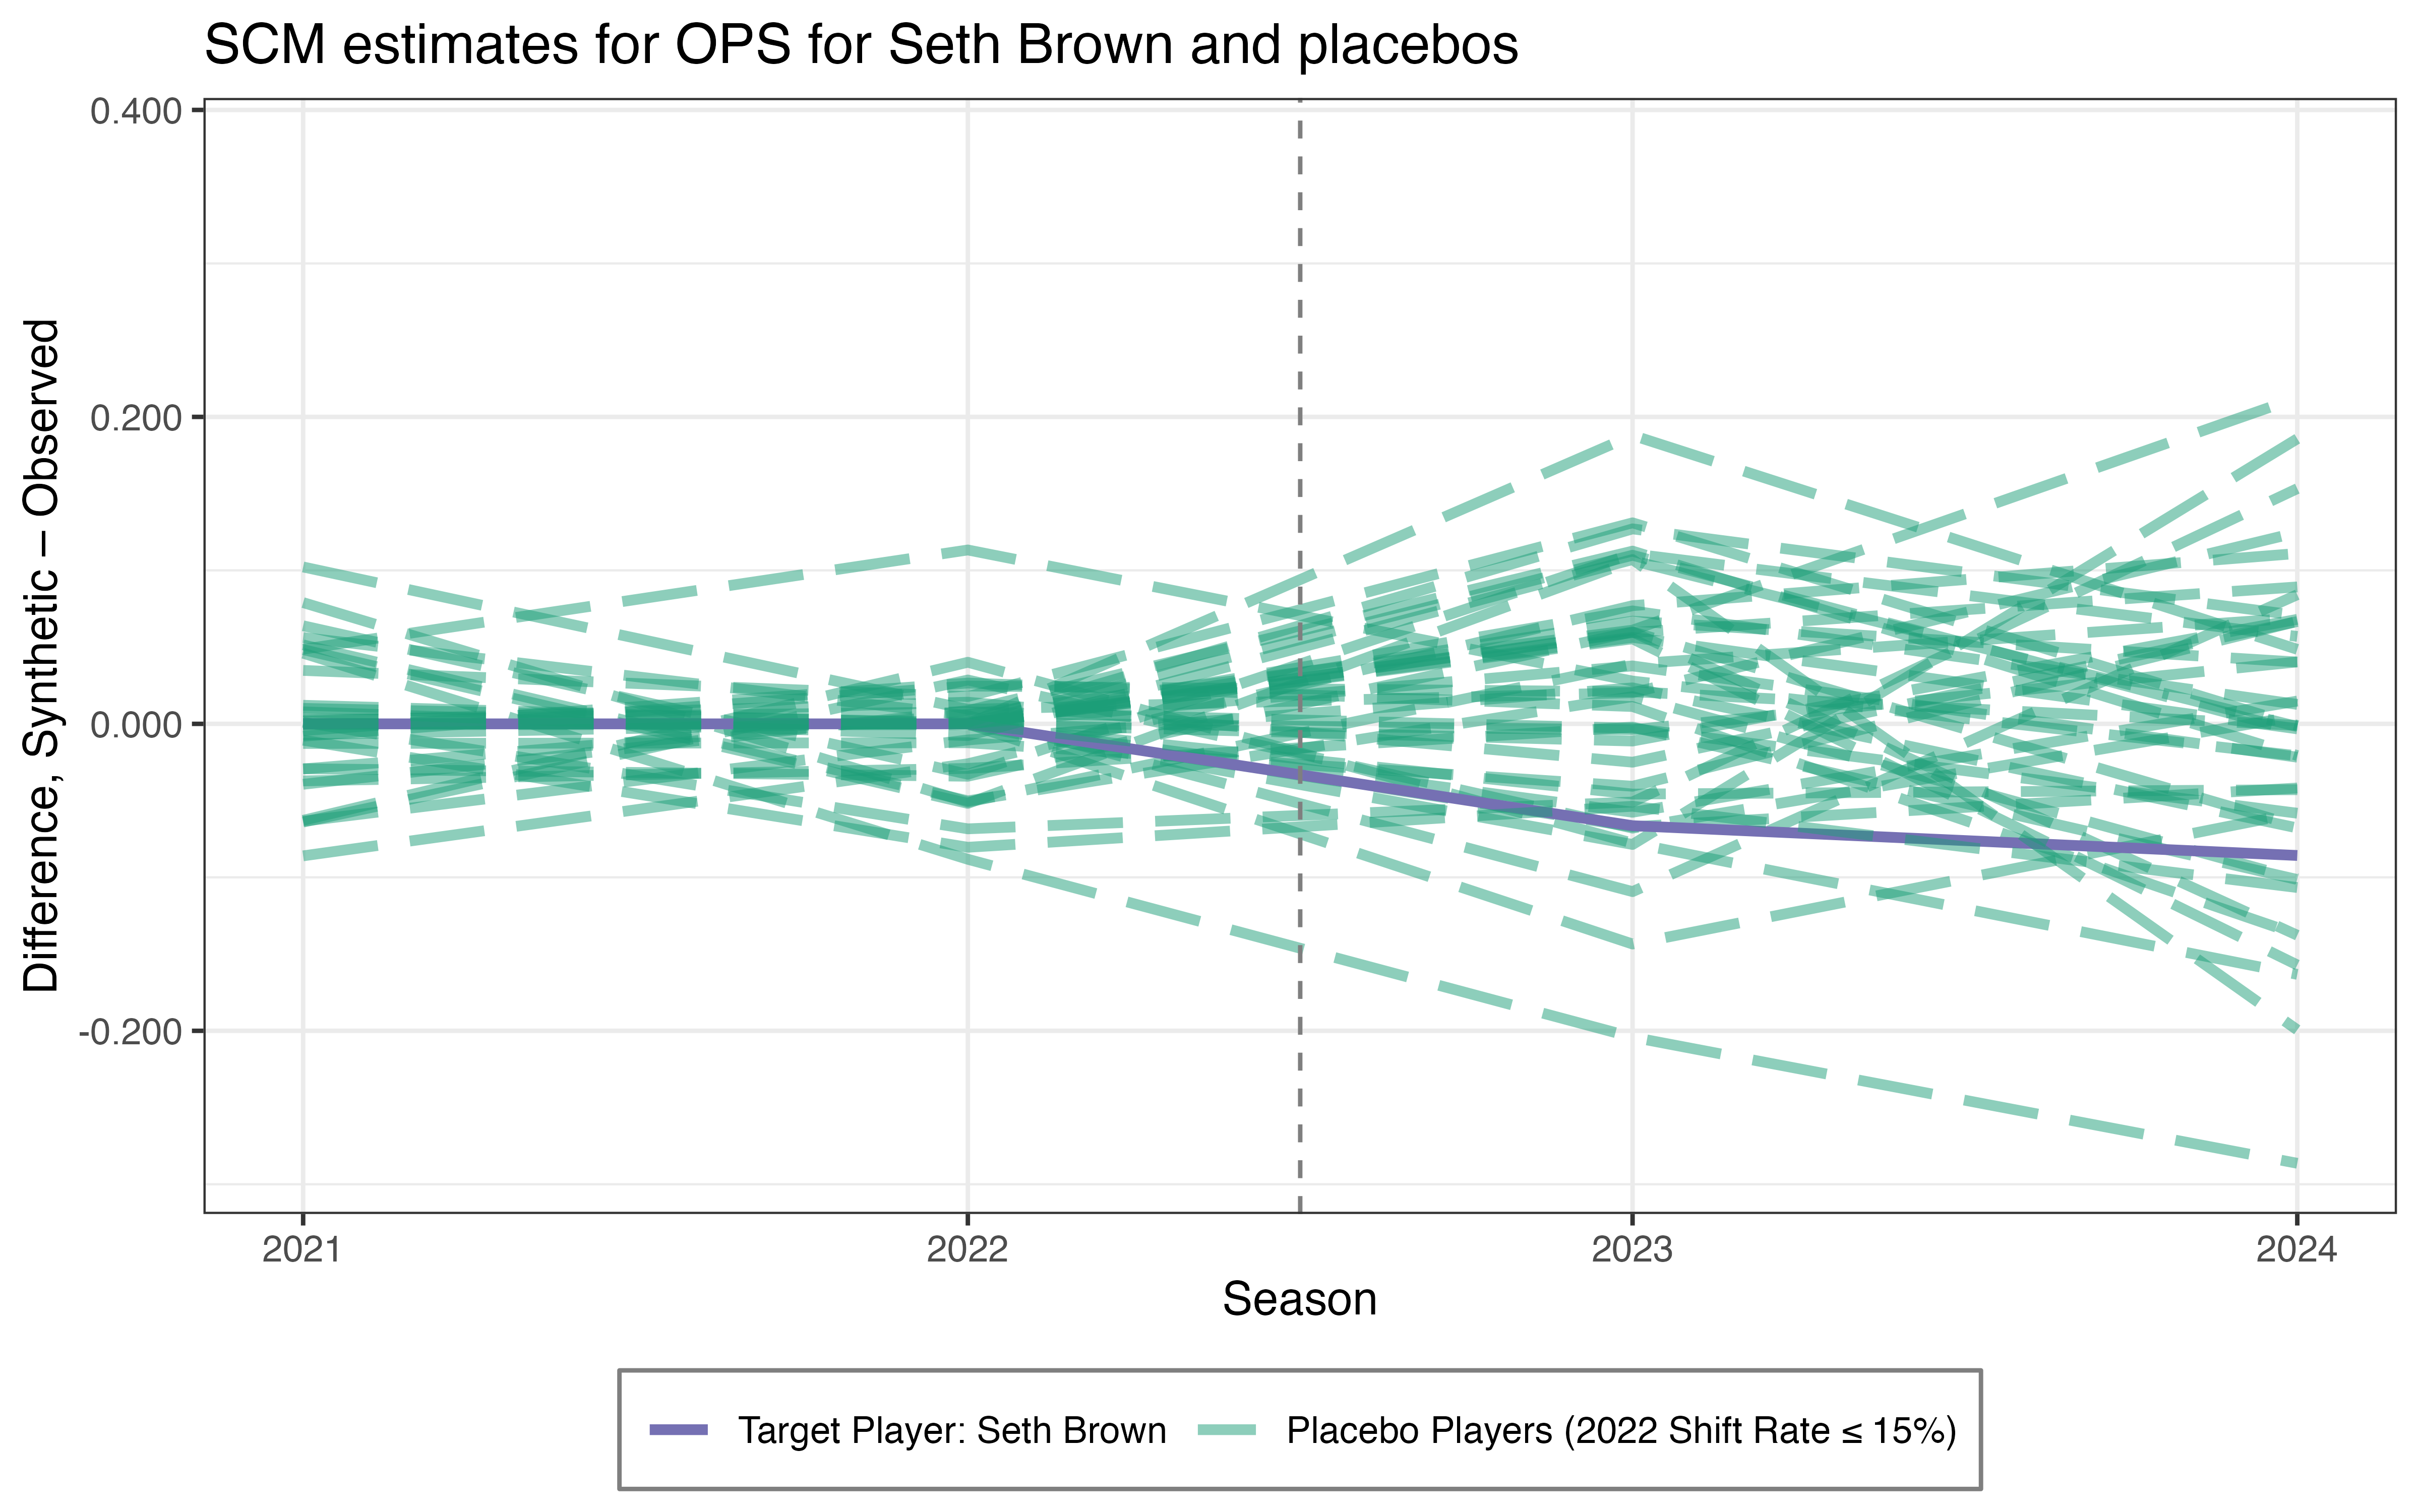 SCM estimates for OPS for Seth Brown and placebos
Difference, Synthetic − Observed
0.400
0.200
0.000
-0.200
2021 2022 2023 2024
Season
Target Player: Seth Brown Placebo Players (2022 Shift Rate ≤ 15%)